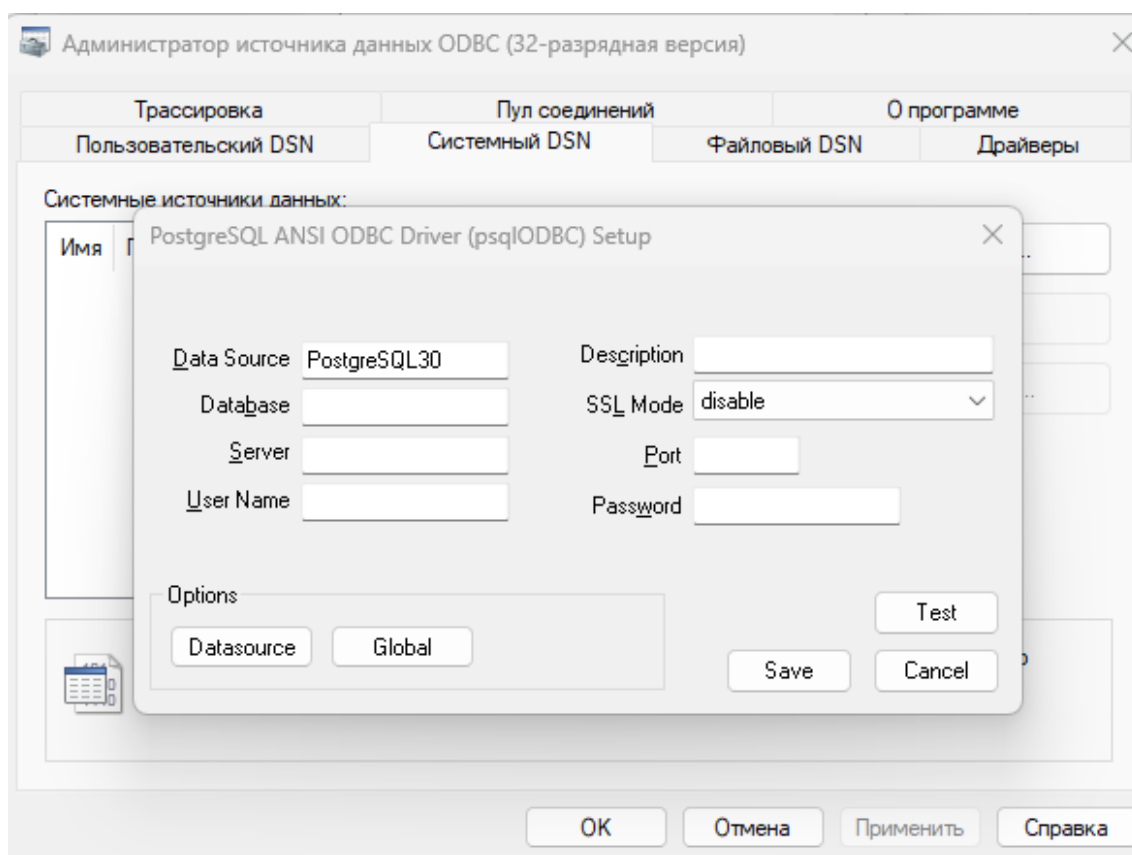 Администратор источника данных ODBC (32-разрядная версия)
Трассировка Пул соединений О программе
Пользовательский DSN Системный DSN Файловый DSN Драйверы
Системные источники данных:
Имя
PostgreSQL ANSI ODBC Driver (psqlODBC) Setup
Data Source PostgreSQL30 Description
Database SSL Mode disable
Server Port
User Name Password
Options
Datasource Global Test
Save Cancel
OK Отмена Применить Справка